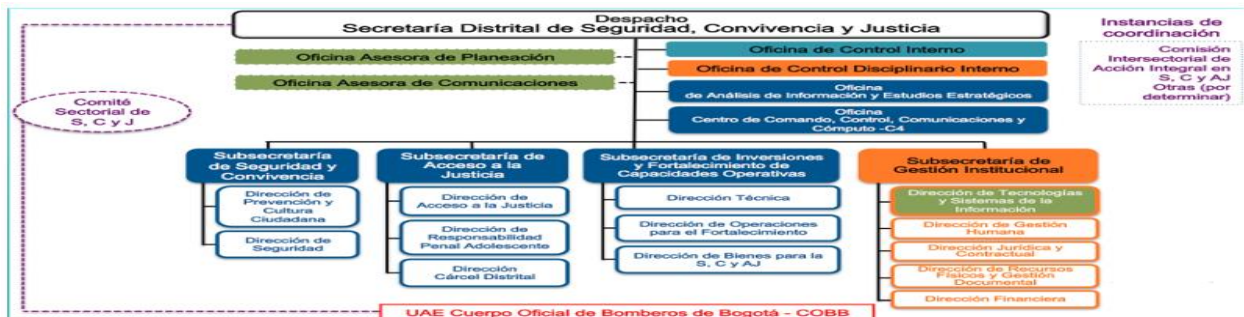 Despacho
Secretaría Distrital de Seguridad, Convivencia y Justicia
Oficina Asesora de Planeación
Oficina Asesora de Comunicaciones
Oficina de Control Interno
Oficina de Control Disciplinario Interno
Oficina
de Análisis de Información y Estudios Estratégicos
Oficina
Centro de Comando, Control, Comunicaciones y
Cómputo -C4
Instancias de
coordinación
Comisión
Intersectorial de
Acción Integral en
S, C y AJ
Otras (por
determinar)
Comité
Sectorial de
S, C y J
Subsecretaría
de Seguridad y
Convivencia
Dirección de
Prevención y
Cultura
Ciudadana
Dirección de
Seguridad
Subsecretaría de
Acceso a la
Justicia
Dirección de
Acceso a la Justicia
Dirección de
Responsabilidad
Penal Adolescente
Dirección
Cárcel Distrital
Subsecretaría de Inversiones
y Fortalecimiento de
Capacidades Operativas
Dirección Técnica
Dirección de Operaciones
para el Fortalecimiento
Dirección de Bienes para la
S, C y AJ
Subsecretaría de
Gestión Institucional
Dirección de Tecnologías
y Sistemas de la
Información
Dirección de Gestión
Humana
Dirección Jurídica y
Contractual
Dirección de Recursos
Físicos y Gestión
Documental
Dirección Financiera
UAE Cuerpo Oficial de Bomberos de Bogotá - COBB